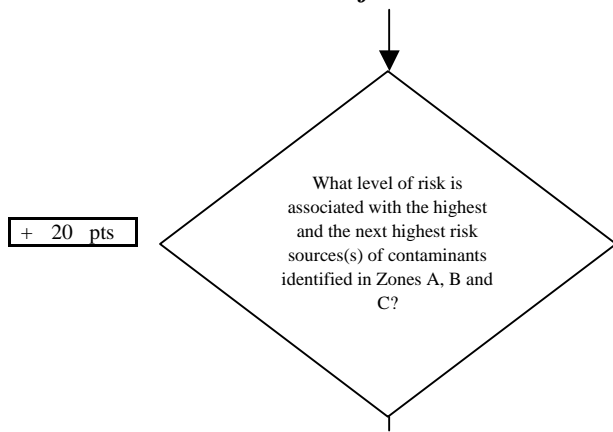 What level of risk is
associated with the highest
and the next highest risk
sources(s) of contaminants
identified in Zones A, B and
C?
+ 20 pts